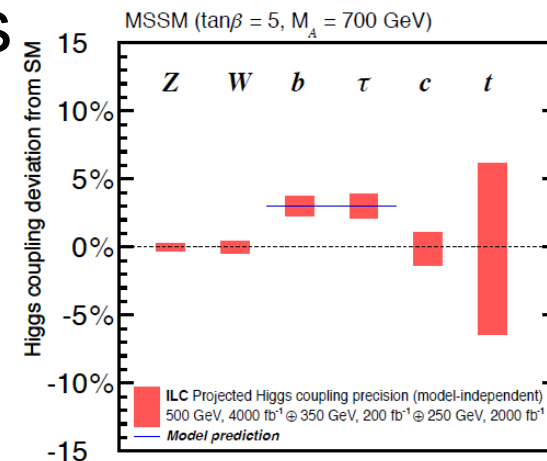 s
MSSM (tanβ = 5, M_A = 700 GeV)
Higgs coupling deviation from SM
15
10%
5%
0%
-5%
-10%
-15
Z W b τ c t
ILC Projected Higgs coupling precision (model-independent)
500 GeV, 4000 fb⁻¹ ⊕ 350 GeV, 200 fb⁻¹ ⊕ 250 GeV, 2000 fb⁻¹
Model prediction